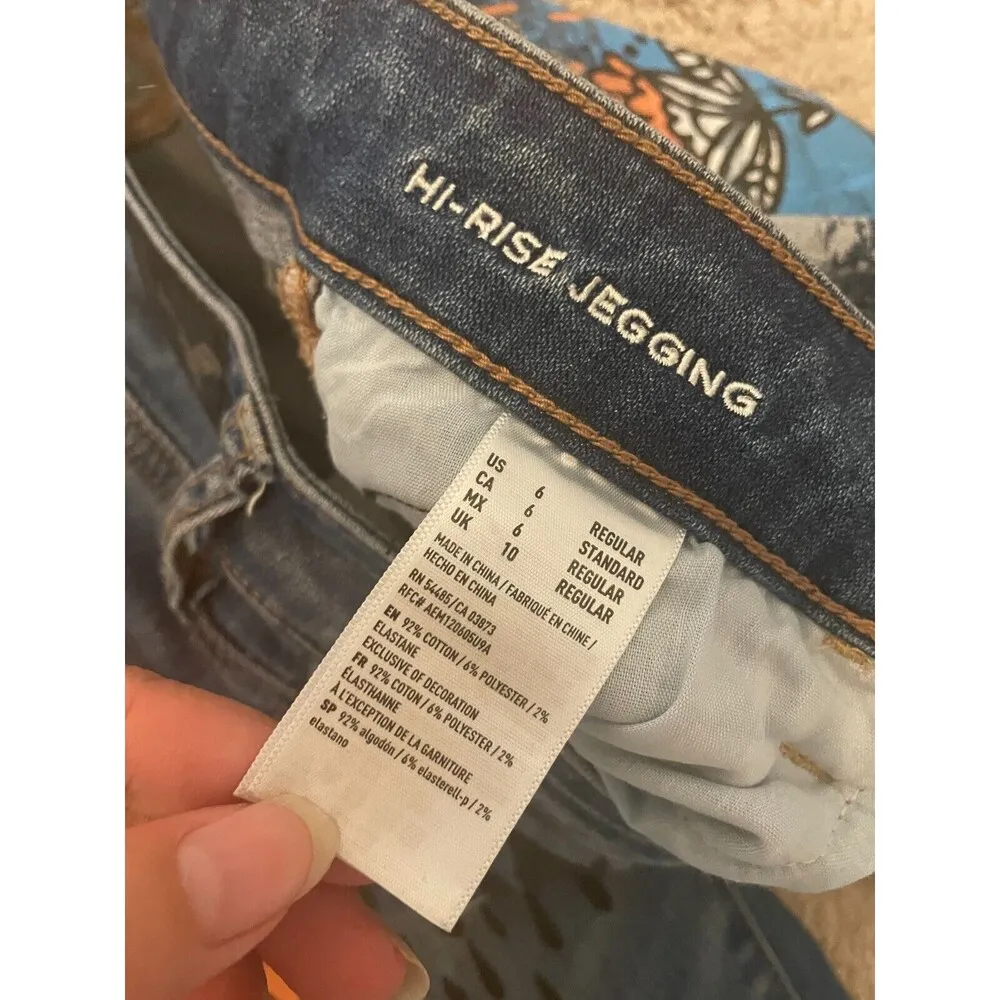 HI-RISE JEGGING
US 6 REGULAR
CA 6 STANDARD
MX 6 REGULAR
UK 10 REGULAR
MADE IN CHINA / FABRIQUÉ EN CHINE /
HECHO EN CHINA
RN 54485/CA 03873
RFC# AEM120605U9A
EN 92% COTTON / 6% POLYESTER / 2%
ELASTANE
EXCLUSIVE OF DECORATION
FR 92% COTON / 6% POLYESTER / 2%
ÉLASTHANNE
À L'EXCEPTION DE LA GARNITURE
SP 92% algodón / 6% elasterell-p / 2%
elastano